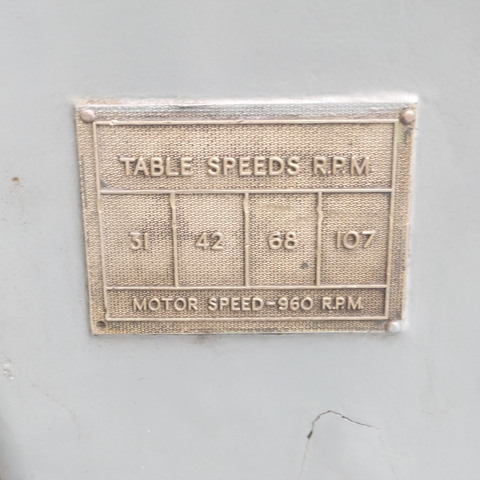 TABLE SPEEDS R.P.M.
31 42 68 107
MOTOR SPEED-960 R.P.M.